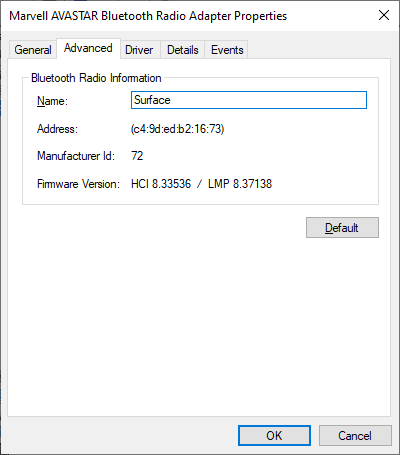 Marvell AVASTAR Bluetooth Radio Adapter Properties
General Advanced Driver Details Events
Bluetooth Radio Information
Name: Surface
Address: (c4:9d:ed:b2:16:73)
Manufacturer Id: 72
Firmware Version: HCI 8.33536 / LMP 8.37138
Default
OK Cancel